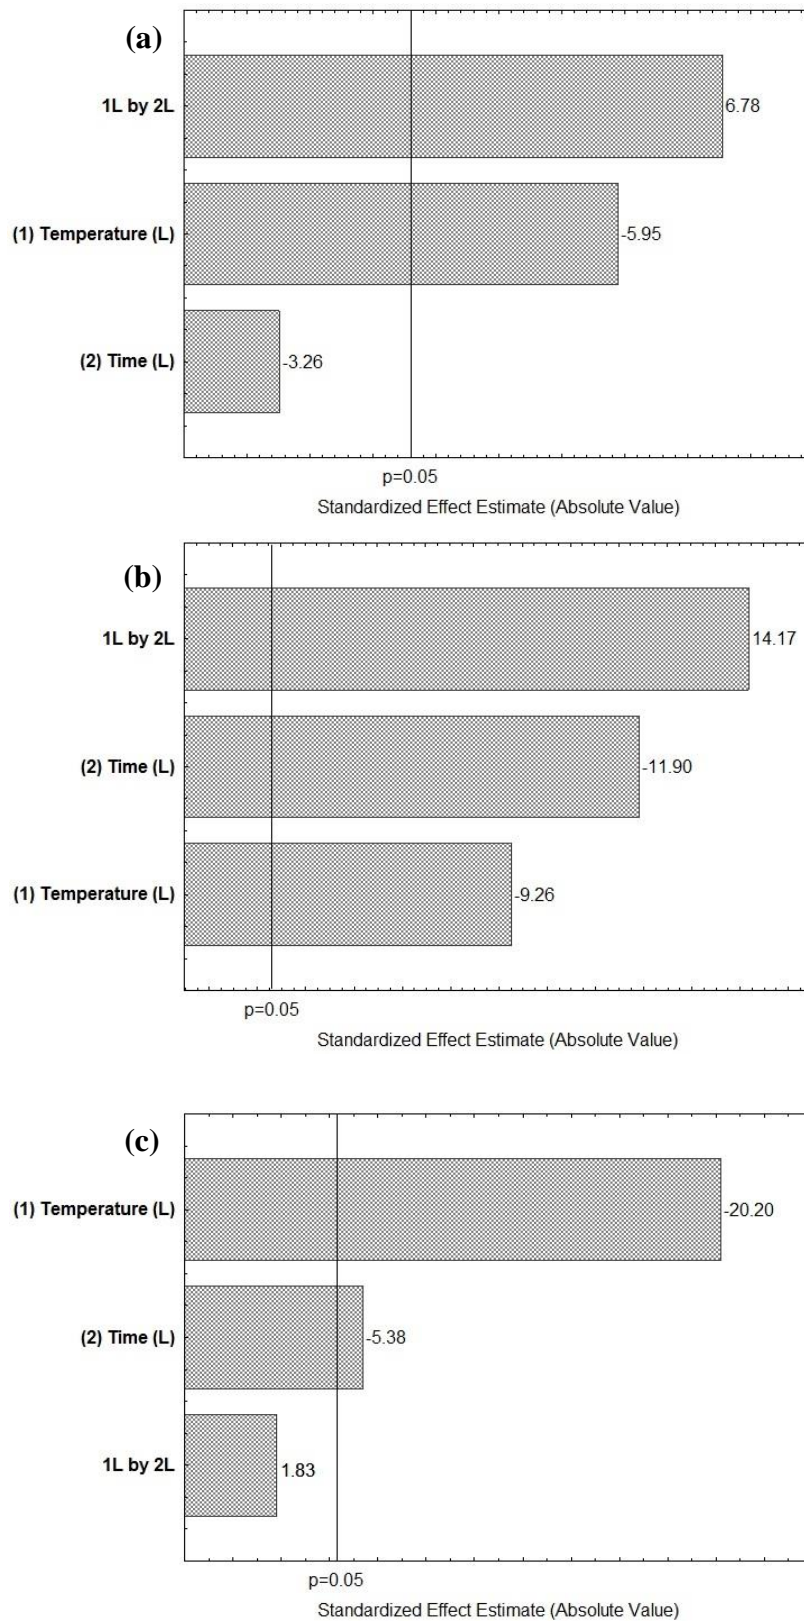 (a)
1L by 2L
6.78
(1) Temperature (L)
-5.95
(2) Time (L)
-3.26
p=0.05
Standardized Effect Estimate (Absolute Value)
(b)
1L by 2L
14.17
(2) Time (L)
-11.90
(1) Temperature (L)
-9.26
p=0.05
Standardized Effect Estimate (Absolute Value)
(c)
(1) Temperature (L)
-20.20
(2) Time (L)
-5.38
1L by 2L
1.83
p=0.05
Standardized Effect Estimate (Absolute Value)